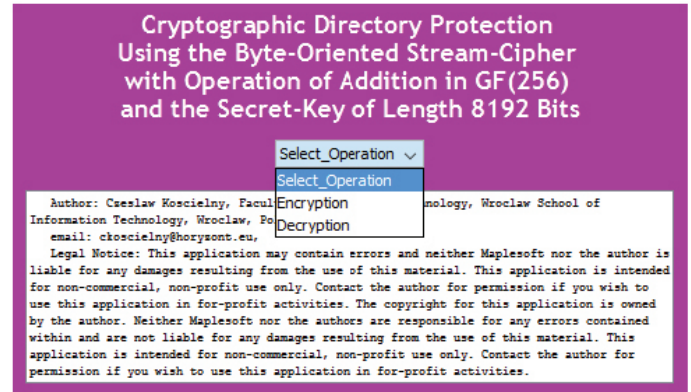 Cryptographic Directory Protection
Using the Byte-Oriented Stream-Cipher
with Operation of Addition in GF(256)
and the Secret-Key of Length 8192 Bits
Select_Operation
Select_Operation
Encryption
Decryption
Author: Czeslaw Koscielny, nology, Wroclaw School of
Information Technology, Wroclaw,
email: ckoscielny@horyzont.eu,
Legal Notice: This application may contain errors and neither Maplesoft nor the author is
liable for any damages resulting from the use of this material. This application is intended
for non-commercial, non-profit use only. Contact the author for permission if you wish to
use this application in for-profit activities. The copyright for this application is owned
by the author. Neither Maplesoft nor the authors are responsible for any errors contained
within and are not liable for any damages resulting from the use of this material. This
application is intended for non-commercial, non-profit use only. Contact the author for
permission if you wish to use this application in for-profit activities.